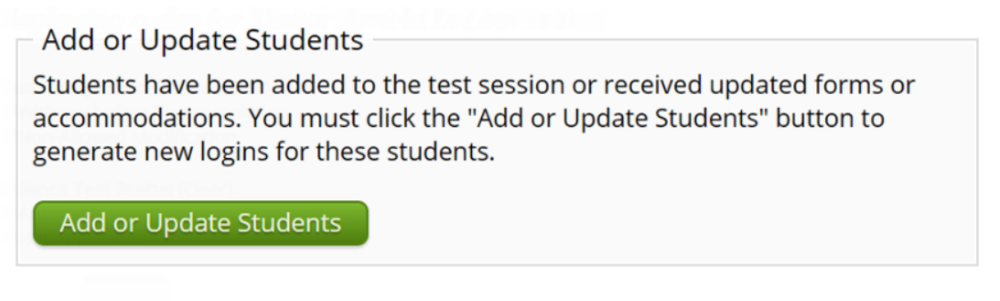 Add or Update Students
Students have been added to the test session or received updated forms or
accommodations. You must click the "Add or Update Students" button to
generate new logins for these students.
Add or Update Students